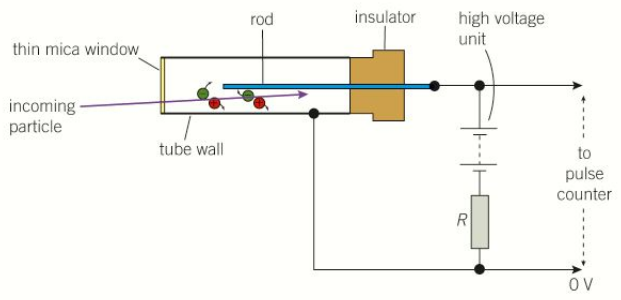 rod
insulator
high voltage
unit
thin mica window
incoming
particle
tube wall
to
pulse
counter
R
0 V